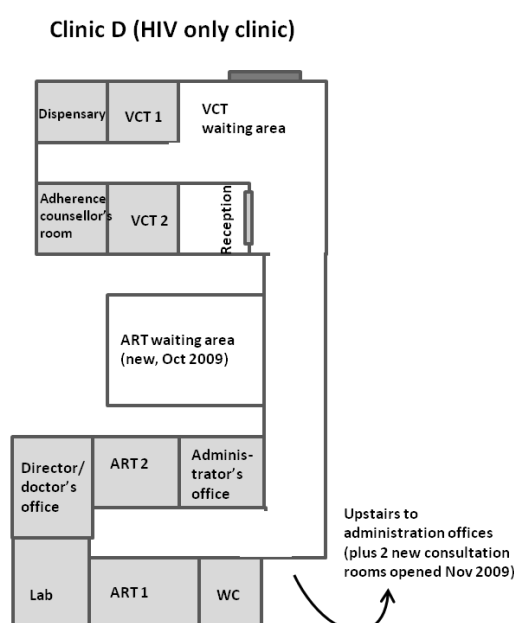 Clinic D (HIV only clinic)
Dispensary
VCT 1
VCT
waiting area
Adherence
counsellor's
room
VCT 2
Reception
ART waiting area
(new, Oct 2009)
Director/
doctor's
office
ART 2
Adminis-
trator's
office
Upstairs to
administration offices
(plus 2 new consultation
rooms opened Nov 2009)
Lab
ART 1
WC